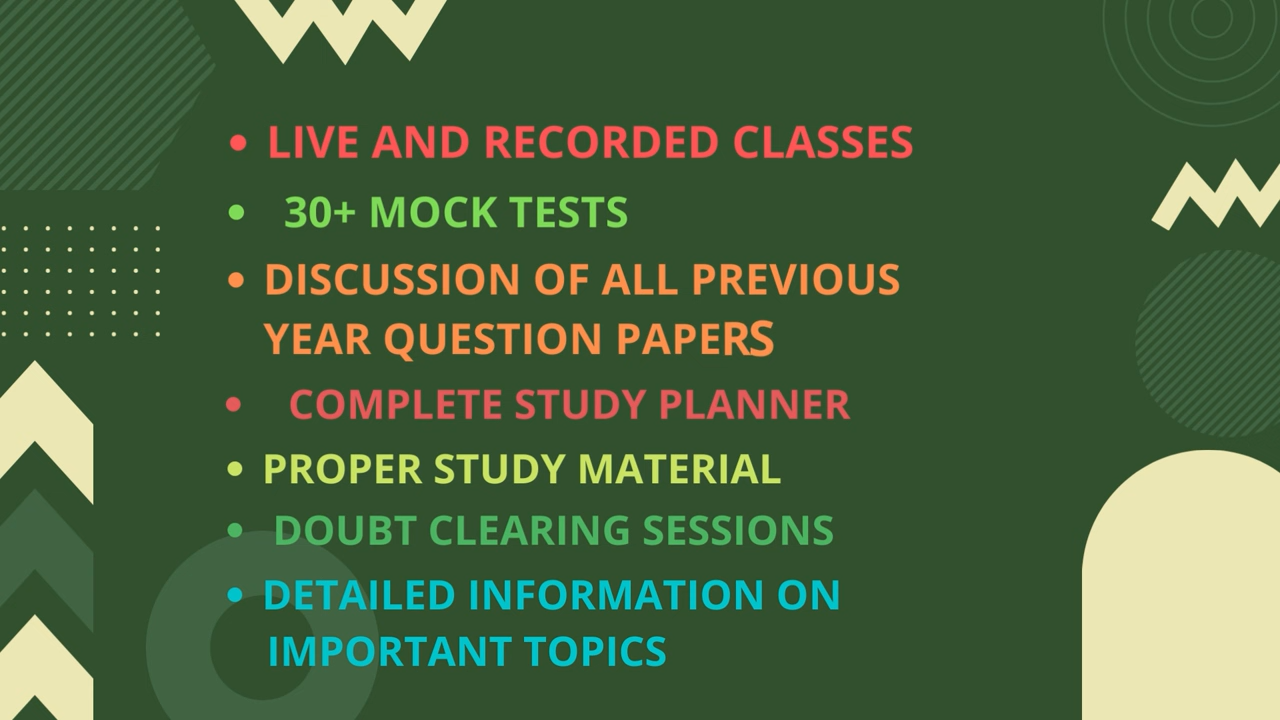 • LIVE AND RECORDED CLASSES
• 30+ MOCK TESTS
• DISCUSSION OF ALL PREVIOUS
YEAR QUESTION PAPERS
• COMPLETE STUDY PLANNER
• PROPER STUDY MATERIAL
• DOUBT CLEARING SESSIONS
• DETAILED INFORMATION ON
IMPORTANT TOPICS